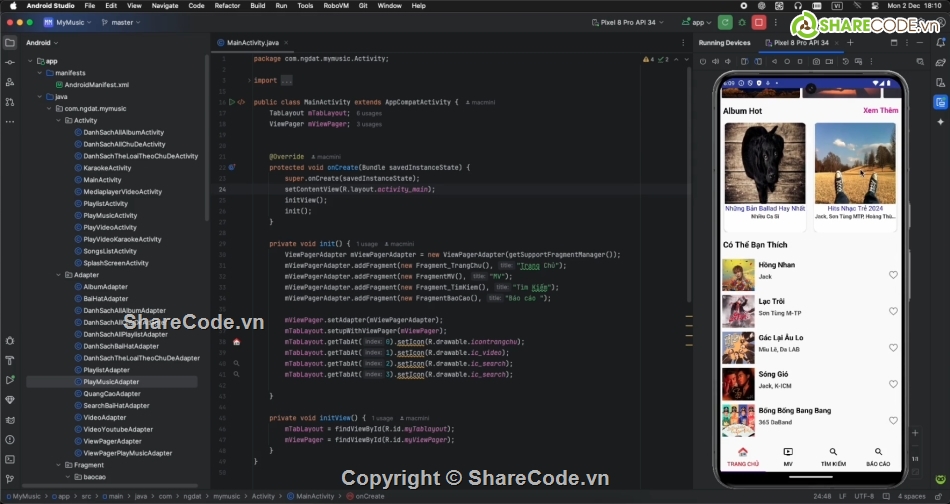 Android Studio File Edit View Navigate Code Refactor Build Run Tools RoboVM Git Window Help
VI
Mon 2 Dec 18:10
SHARECODE.vn
MM MyMusic
master
Pixel 8 Pro API 34
app
Android
app
manifests
AndroidManifest.xml
java
com.ngdat.mymusic
Activity
DanhSachAllAlbumActivity
DanhSachAllChuDeActivity
DanhSachTheLoaiTheoChuDeActivity
KaraokeActivity
MainActivity
MediaplayerVideoActivity
PlaylistActivity
PlayMusicActivity
PlayVideoActivity
PlayVideoKaraokeActivity
SongsListActivity
SplashScreenActivity
Adapter
AlbumAdapter
BaiHatAdapter
DanhSachAllAlbumAdapter
DanhSachAllPlaylistAdapter
DanhSachBaiHatAdapter
DanhSachTheLoaiTheoChuDeAdapter
PlaylistAdapter
PlayMusicAdapter
QuangCaoAdapter
SearchBaiHatAdapter
VideoAdapter
VideoYoutubeAdapter
ViewPagerAdapter
ViewPagerPlayMusicAdapter
Fragment
baocao
MainActivity.java
4 2
package com.ngdat.mymusic.Activity;
import ...
public class MainActivity extends AppCompatActivity { macmini
TabLayout mTabLayout; 6 usages
ViewPager mViewPager; 3 usages
@Override macmini
protected void onCreate(Bundle savedInstanceState) {
super.onCreate(savedInstanceState);
setContentView(R.layout.activity_main);
initView();
init();
}
private void init() { 1 usage macmini
ViewPagerAdapter mViewPagerAdapter = new ViewPagerAdapter(getSupportFragmentManager());
mViewPagerAdapter.addFragment(new Fragment_TrangChu(), title: "Trang Chủ");
mViewPagerAdapter.addFragment(new FragmentMV(), title: "MV");
mViewPagerAdapter.addFragment(new Fragment_TimKiem(), title: "Tìm Kiếm");
mViewPagerAdapter.addFragment(new FragmentBaoCao(), title: "Báo cáo ");
mViewPager.setAdapter(mViewPagerAdapter);
mTabLayout.setupWithViewPager(mViewPager);
mTabLayout.getTabAt( index: 0).setIcon(R.drawable.icontrangchu);
mTabLayout.getTabAt( index: 1).setIcon(R.drawable.ic_video);
mTabLayout.getTabAt( index: 2).setIcon(R.drawable.ic_search);
mTabLayout.getTabAt( index: 3).setIcon(R.drawable.ic_search);
}
private void initView() { 1 usage macmini
mTabLayout = findViewById(R.id.myTablayout);
mViewPager = findViewById(R.id.myViewPager);
}
}
ShareCode.vn
Copyright © ShareCode.vn
Running Devices
Pixel 8 Pro API 34
Album Hot
Xem Thêm
Những Bản Ballad Hay Nhất
Nhiều Ca Sĩ
Hits Nhạc Trẻ 2024
Jack, Sơn Tùng MTP, Hoàng Thù...
Có Thể Bạn Thích
Hồng Nhan
Jack
Lạc Trôi
Sơn Tùng M-TP
Gác Lại Âu Lo
Miu Lê, Da LAB
Sóng Gió
Jack, K-ICM
Bống Bống Bang Bang
365 DaBand
TRANG CHỦ
MV
TÌM KIẾM
BÁO CÁO
1:1
MyMusic > app > src > main > java > com > ngdat > mymusic > Activity > MainActivity > onCreate
24:48 LF UTF-8 4 spaces